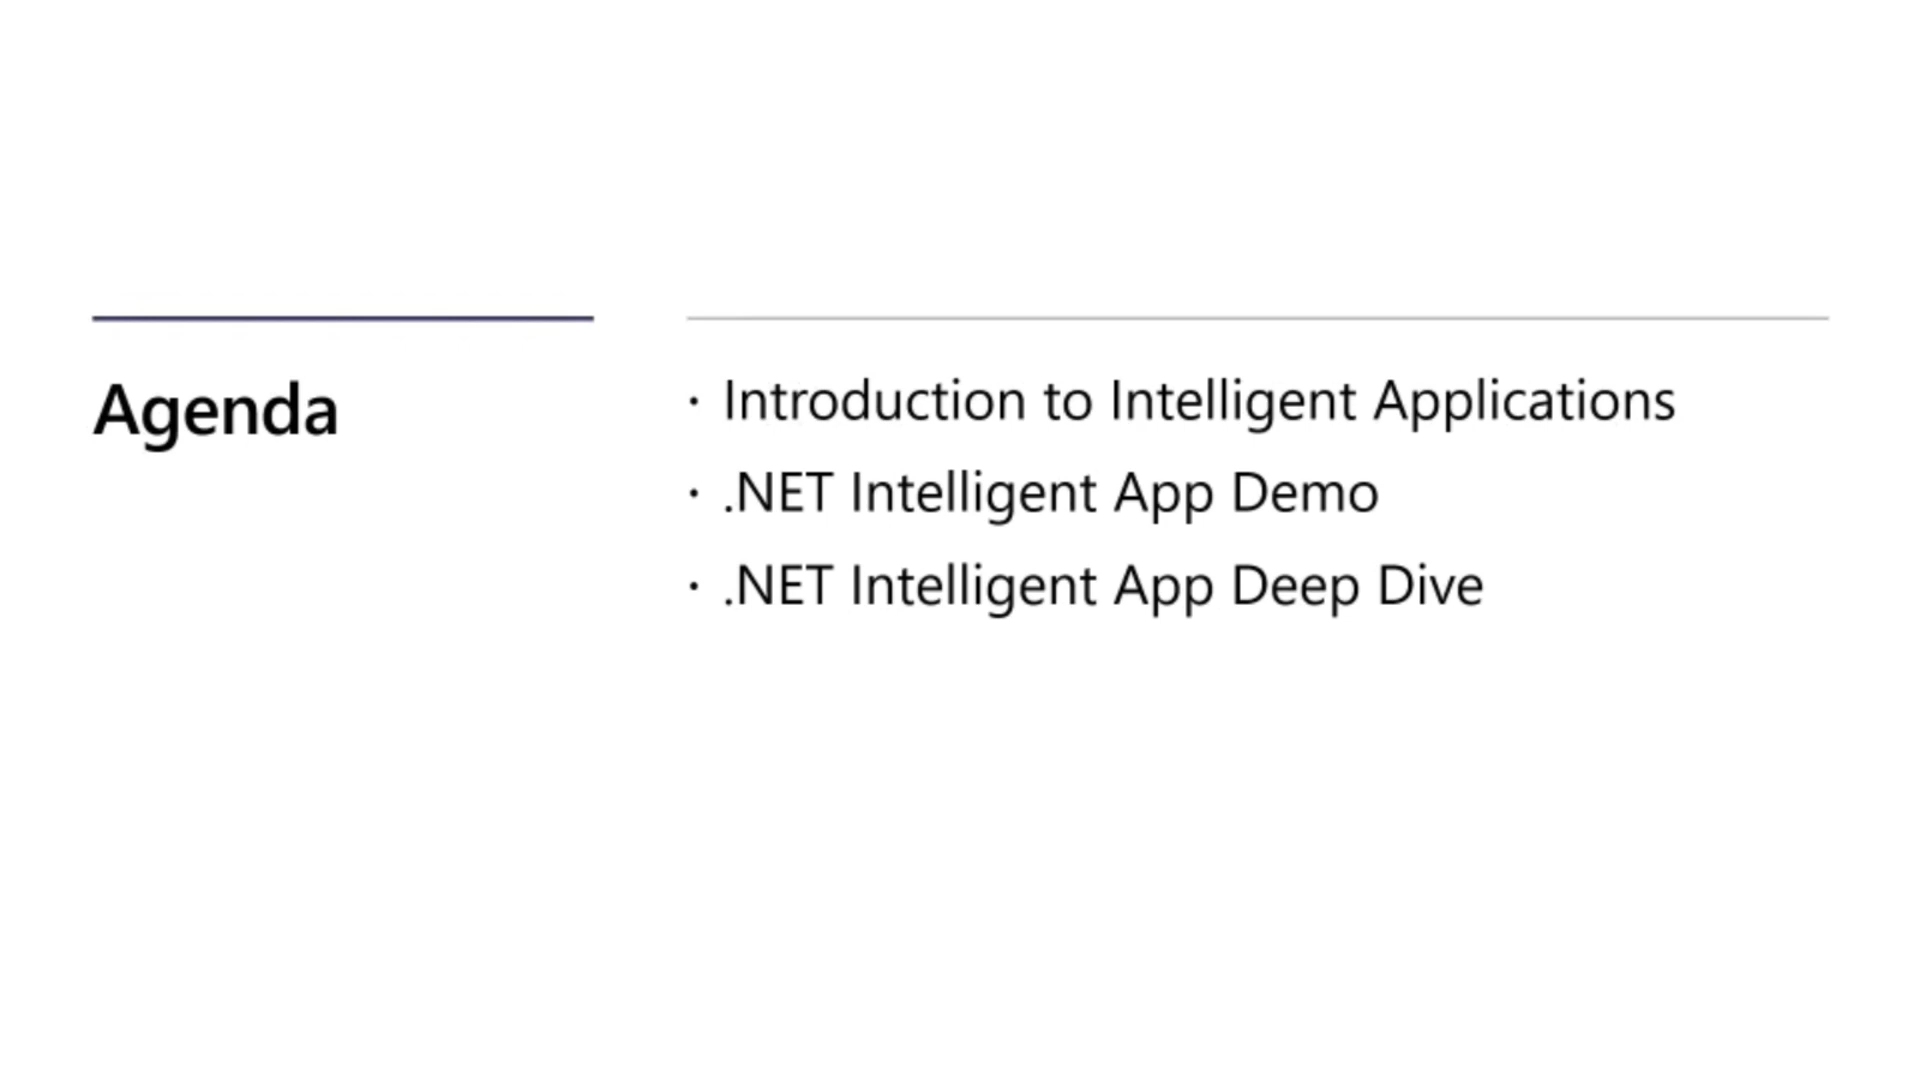 Agenda
· Introduction to Intelligent Applications
· .NET Intelligent App Demo
· .NET Intelligent App Deep Dive